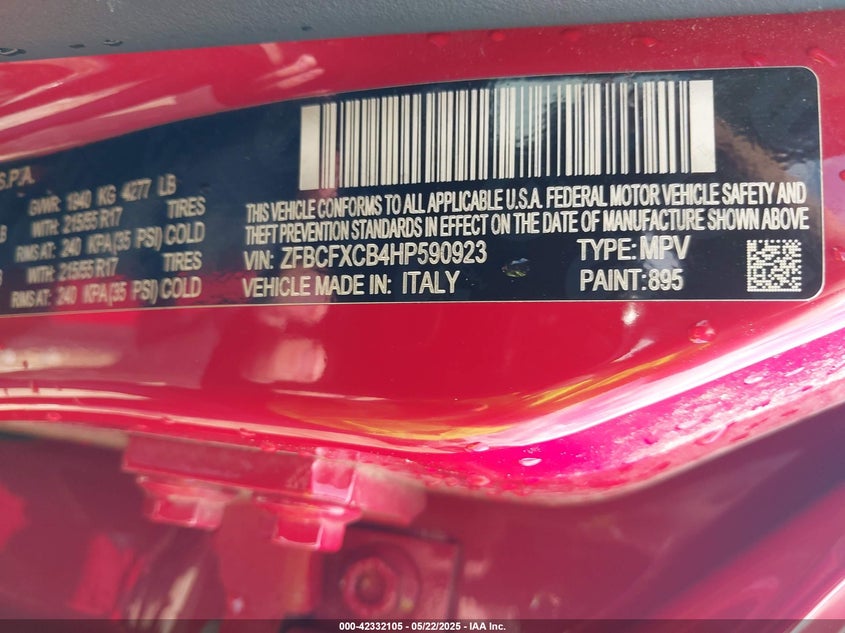 S.P.A.
GVWR: 1940 KG 4277 LB
WITH: 215/55 R17 TIRES
RIMS AT: 240 KPA (35 PSI) COLD
WITH: 215/55 R17 TIRES
RIMS AT: 240 KPA (35 PSI) COLD
THIS VEHICLE CONFORMS TO ALL APPLICABLE U.S.A. FEDERAL MOTOR VEHICLE SAFETY AND
THEFT PREVENTION STANDARDS IN EFFECT ON THE DATE OF MANUFACTURE SHOWN ABOVE
VIN: ZFBCFXCB4HP590923 TYPE: MPV
VEHICLE MADE IN: ITALY PAINT: 895
000-42332105 - 05/22/2025 - IAA Inc.